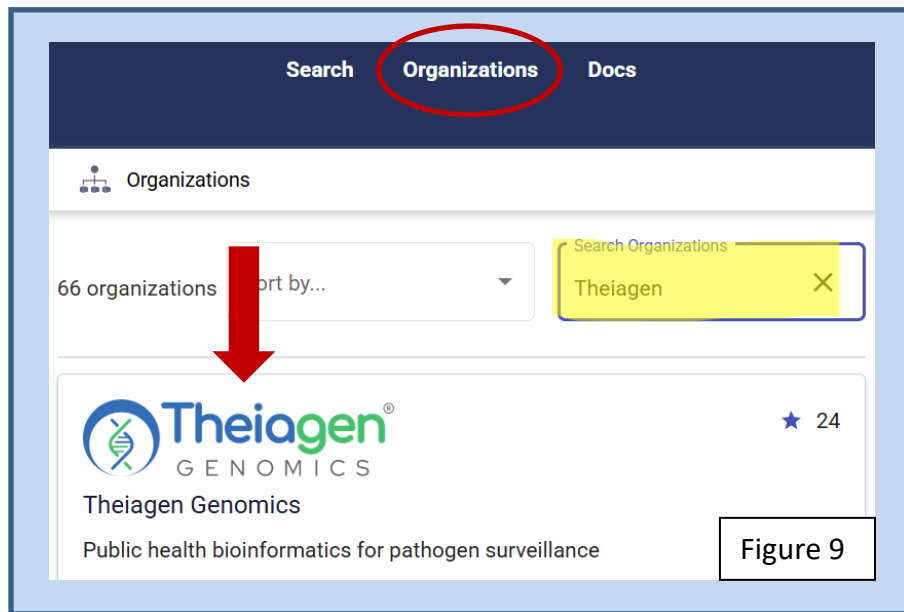 Search Organizations Docs
Organizations
Search Organizations
66 organizations ort by... Theiagen
Theiagen®
GENOMICS
24
Theiagen Genomics
Public health bioinformatics for pathogen surveillance
Figure 9